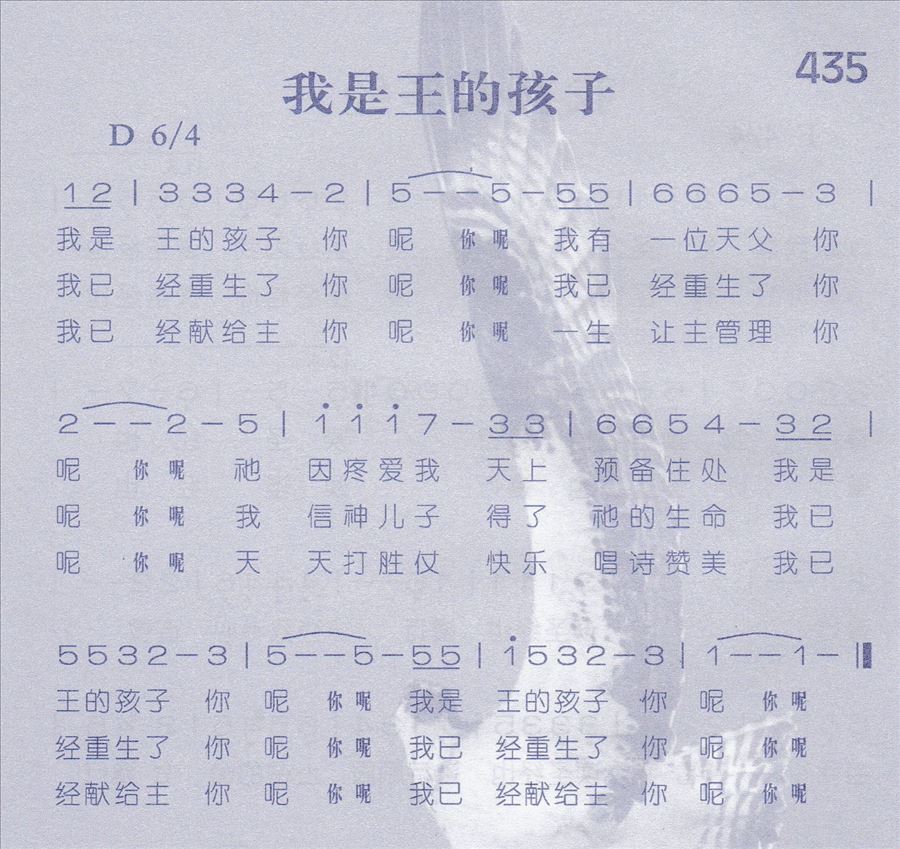 435
我是王的孩子
D 6/4
12 | 3334-2 | 5--5-55 | 6665-3 |
我是 王的孩子 你 呢 你呢 我有 一位天父 你
我已 经重生了 你 呢 你呢 我已 经重生了 你
我已 经献给主 你 呢 你呢 一生 让主管理 你
2--2-5 | i i i 7-33 | 6654-32 |
呢 你呢 祂 因疼爱我 天上 预备住处 我是
呢 你呢 我 信神儿子 得了 祂的生命 我已
呢 你呢 天 天打胜仗 快乐 唱诗赞美 我已
5532-3 | 5--5-55 | i532-3 | 1--1-‖
王的孩子 你 呢 你呢 我是 王的孩子 你 呢 你呢
经重生了 你 呢 你呢 我已 经重生了 你 呢 你呢
经献给主 你 呢 你呢 我已 经献给主 你 呢 你呢